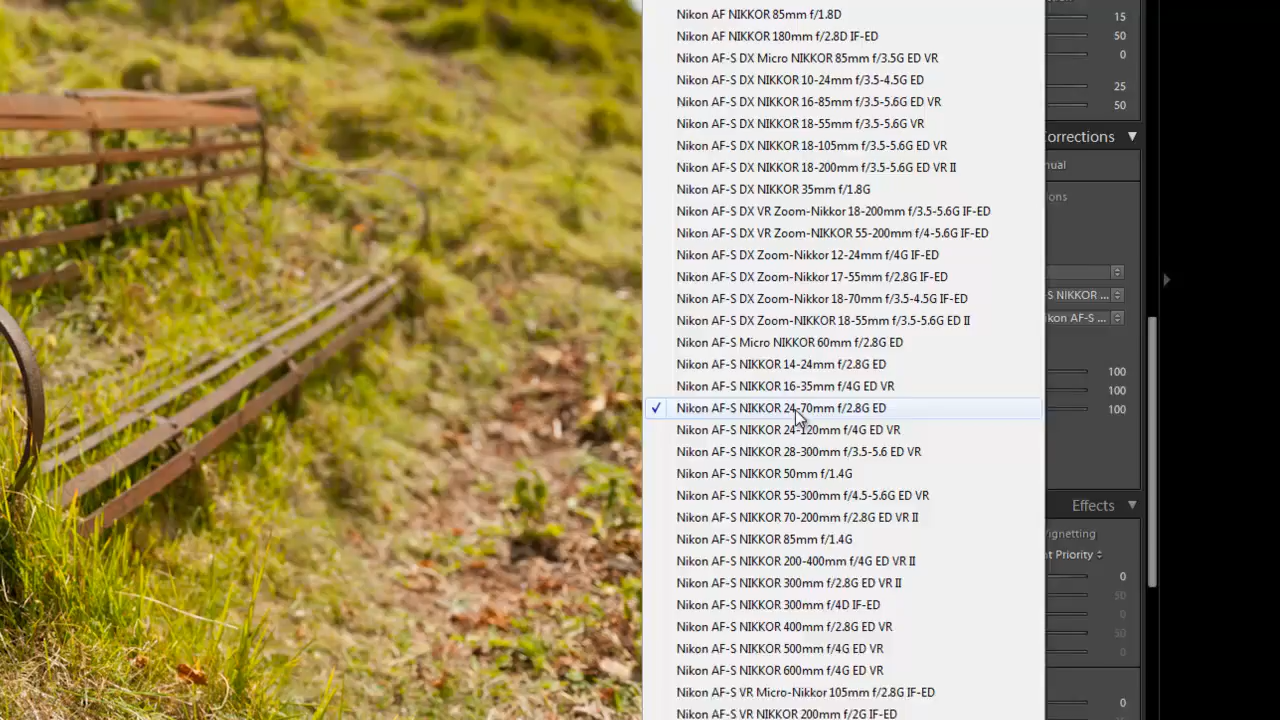 Nikon AF NIKKOR 85mm f/1.8D
Nikon AF NIKKOR 180mm f/2.8D IF-ED
Nikon AF-S DX Micro NIKKOR 85mm f/3.5G ED VR
Nikon AF-S DX NIKKOR 10-24mm f/3.5-4.5G ED
Nikon AF-S DX NIKKOR 16-85mm f/3.5-5.6G ED VR
Nikon AF-S DX NIKKOR 18-55mm f/3.5-5.6G VR
Nikon AF-S DX NIKKOR 18-105mm f/3.5-5.6G ED VR
Nikon AF-S DX NIKKOR 18-200mm f/3.5-5.6G ED VR II
Nikon AF-S DX NIKKOR 35mm f/1.8G
Nikon AF-S DX VR Zoom-Nikkor 18-200mm f/3.5-5.6G IF-ED
Nikon AF-S DX VR Zoom-NIKKOR 55-200mm f/4-5.6G IF-ED
Nikon AF-S DX Zoom-Nikkor 12-24mm f/4G IF-ED
Nikon AF-S DX Zoom-Nikkor 17-55mm f/2.8G IF-ED
Nikon AF-S DX Zoom-Nikkor 18-70mm f/3.5-4.5G IF-ED
Nikon AF-S DX Zoom-NIKKOR 18-55mm f/3.5-5.6G ED II
Nikon AF-S Micro NIKKOR 60mm f/2.8G ED
Nikon AF-S NIKKOR 14-24mm f/2.8G ED
Nikon AF-S NIKKOR 16-35mm f/4G ED VR
✓ Nikon AF-S NIKKOR 24-70mm f/2.8G ED
Nikon AF-S NIKKOR 24-120mm f/4G ED VR
Nikon AF-S NIKKOR 28-300mm f/3.5-5.6 ED VR
Nikon AF-S NIKKOR 50mm f/1.4G
Nikon AF-S NIKKOR 55-300mm f/4.5-5.6G ED VR
Nikon AF-S NIKKOR 70-200mm f/2.8G ED VR II
Nikon AF-S NIKKOR 85mm f/1.4G
Nikon AF-S NIKKOR 200-400mm f/4G ED VR II
Nikon AF-S NIKKOR 300mm f/2.8G ED VR II
Nikon AF-S NIKKOR 300mm f/4D IF-ED
Nikon AF-S NIKKOR 400mm f/2.8G ED VR
Nikon AF-S NIKKOR 500mm f/4G ED VR
Nikon AF-S NIKKOR 600mm f/4G ED VR
Nikon AF-S VR Micro-Nikkor 105mm f/2.8G IF-ED
Nikon AF-S VR NIKKOR 200mm f/2G IF-ED
15
50
0
25
50
orrections
nual
ons
S NIKKOR ...
kon AF-S ...
100
100
100
Effects
ignetting
nt Priority
0
50
0
50
0
0